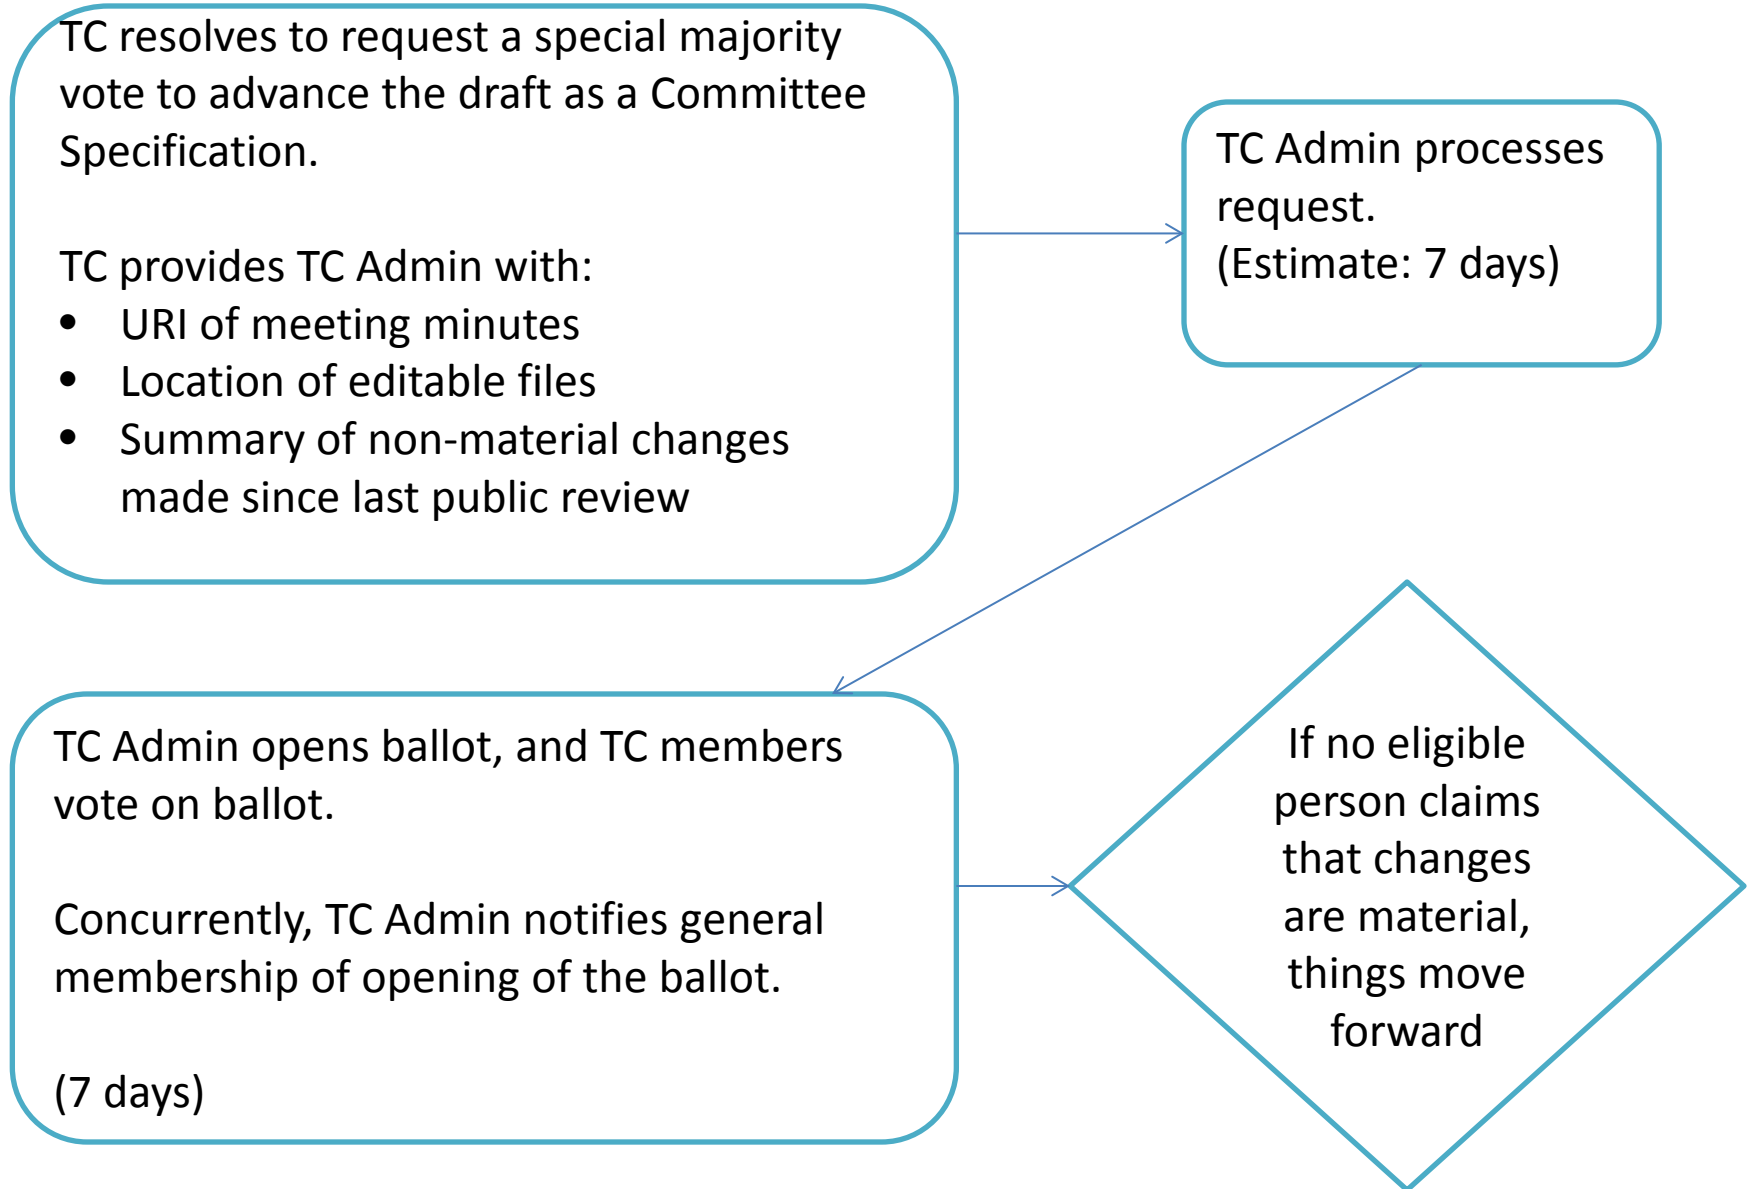 TC resolves to request a special majority
vote to advance the draft as a Committee
Specification.
TC provides TC Admin with:
• URI of meeting minutes
• Location of editable files
• Summary of non-material changes
made since last public review
TC Admin processes
request.
(Estimate: 7 days)
TC Admin opens ballot, and TC members
vote on ballot.
Concurrently, TC Admin notifies general
membership of opening of the ballot.
(7 days)
If no eligible
person claims
that changes
are material,
things move
forward